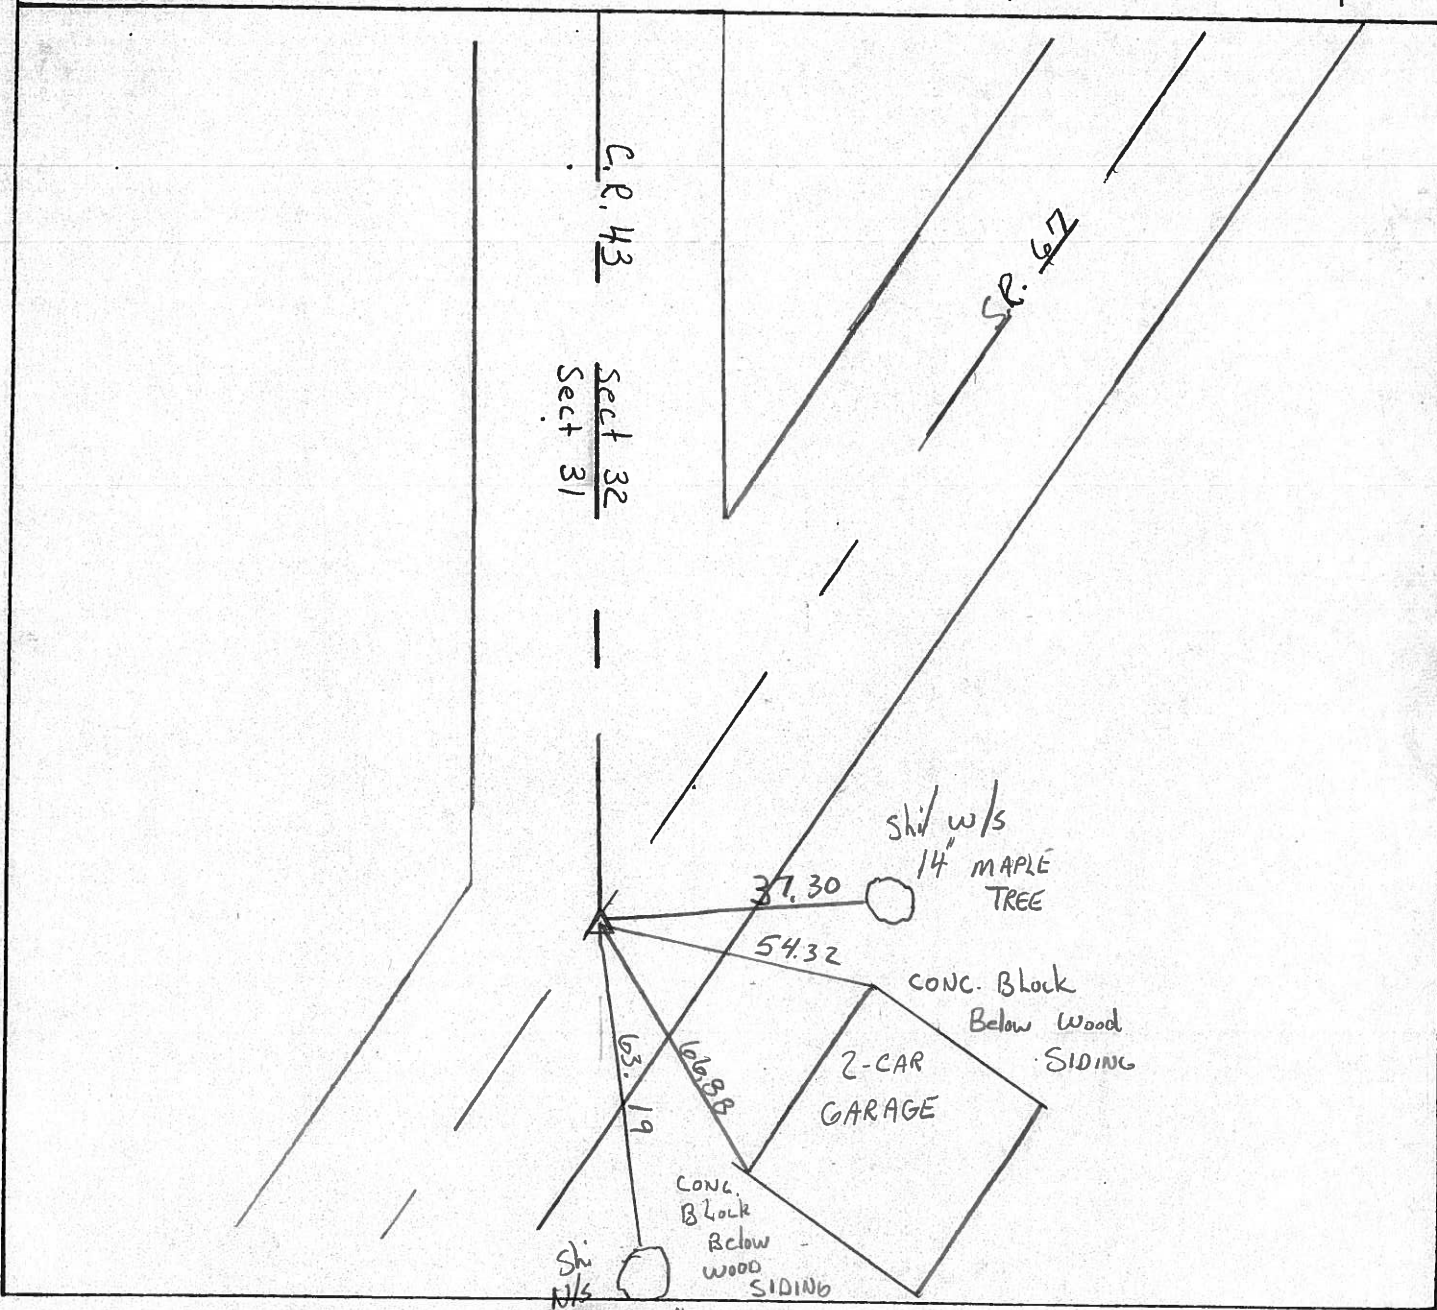 C.R. 43
Sect 32
Sect 31
S.R. 67
Shi w/s
14" MAPLE
TREE
37.30
54.32
CONC. Block
Below Wood
SIDING
2-CAR
GARAGE
66.88
63.19
CONC.
Block
Below
WOOD
SIDING
Shi
N/s